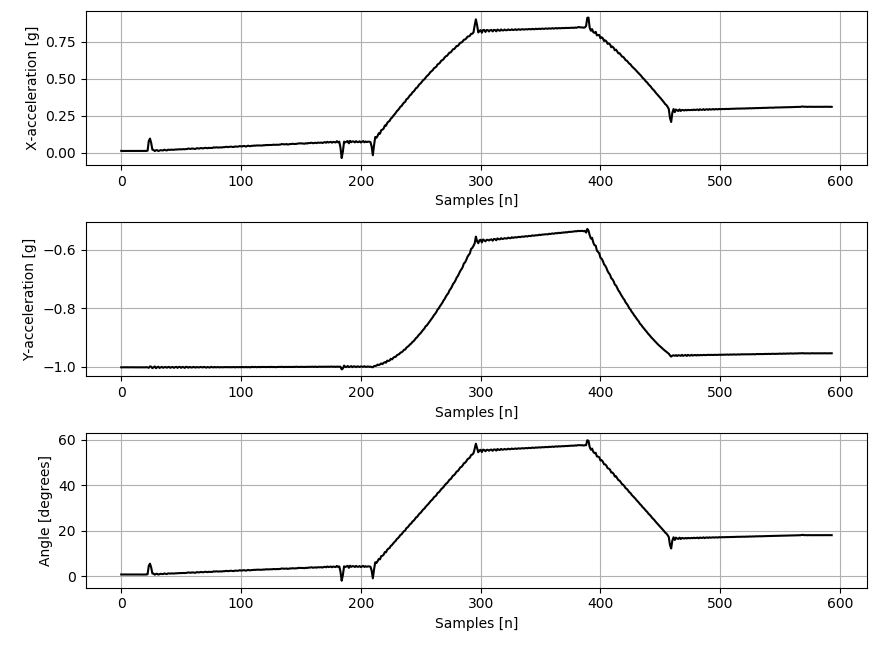 X-acceleration [g]
0.75
0.50
0.25
0.00
0 100 200 300 400 500 600
Samples [n]
Y-acceleration [g]
−0.6
−0.8
−1.0
0 100 200 300 400 500 600
Samples [n]
Angle [degrees]
60
40
20
0
0 100 200 300 400 500 600
Samples [n]